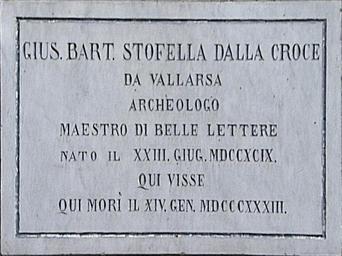 GIUS. BART. STOFELLA DALLA CROCE
DA VALLARSA
ARCHEOLOGO
MAESTRO DI BELLE LETTERE
NATO IL XXIII. GIUG. MDCCXCIX.
QUI VISSE
QUI MORÌ IL XIV. GEN. MDCCCXXXIII.